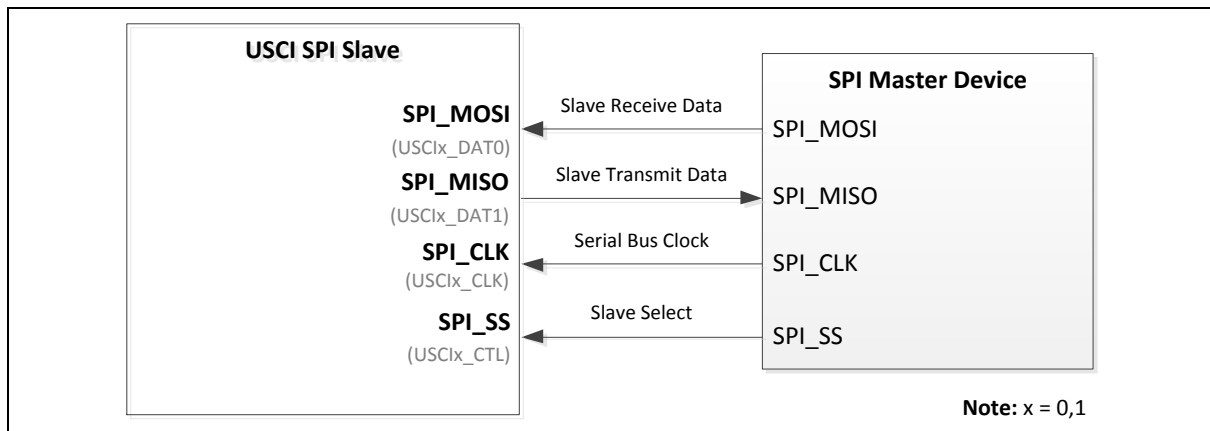 USCI SPI Slave
SPI_MOSI
(USCIx_DAT0)
SPI_MISO
(USCIx_DAT1)
SPI_CLK
(USCIx_CLK)
SPI_SS
(USCIx_CTL)
Slave Receive Data
Slave Transmit Data
Serial Bus Clock
Slave Select
SPI Master Device
SPI_MOSI
SPI_MISO
SPI_CLK
SPI_SS
Note: x = 0,1